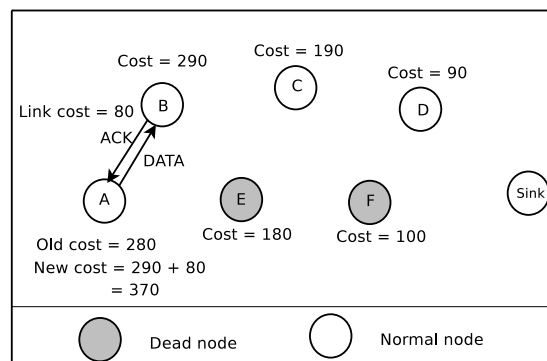 Cost = 290
Cost = 190
Cost = 90
B
C
D
Link cost = 80
ACK
DATA
A
E
F
Sink
Cost = 180
Cost = 100
Old cost = 280
New cost = 290 + 80
= 370
Dead node
Normal node